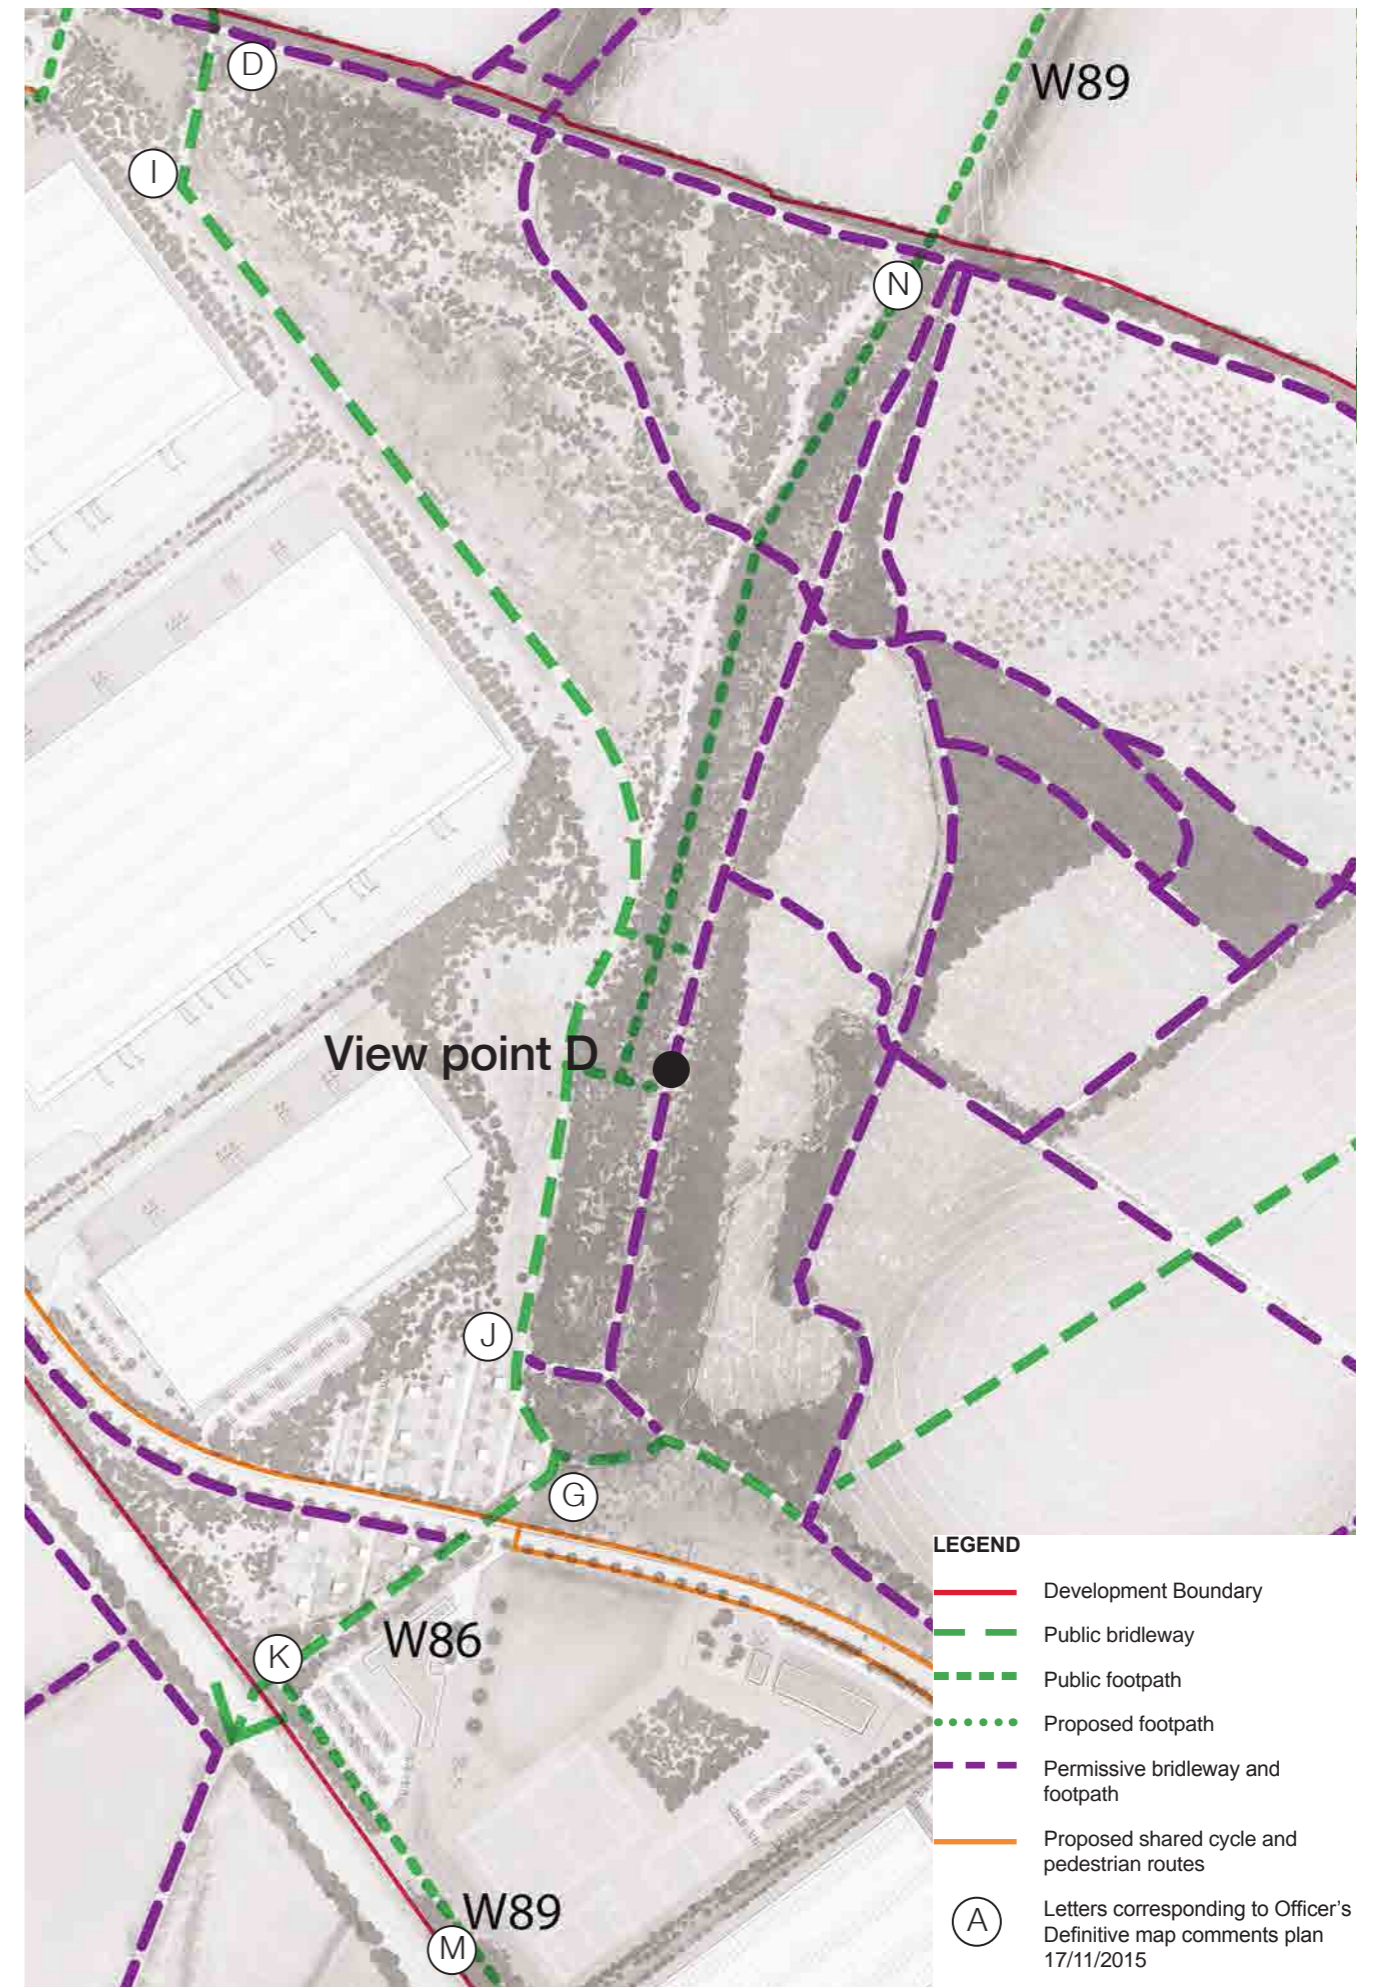 D
W89
I
N
View point D
J
G
W86
K
W89
M
LEGEND
Development Boundary
Public bridleway
Public footpath
Proposed footpath
Permissive bridleway and
footpath
Proposed shared cycle and
pedestrian routes
A
Letters corresponding to Officer's
Definitive map comments plan
17/11/2015